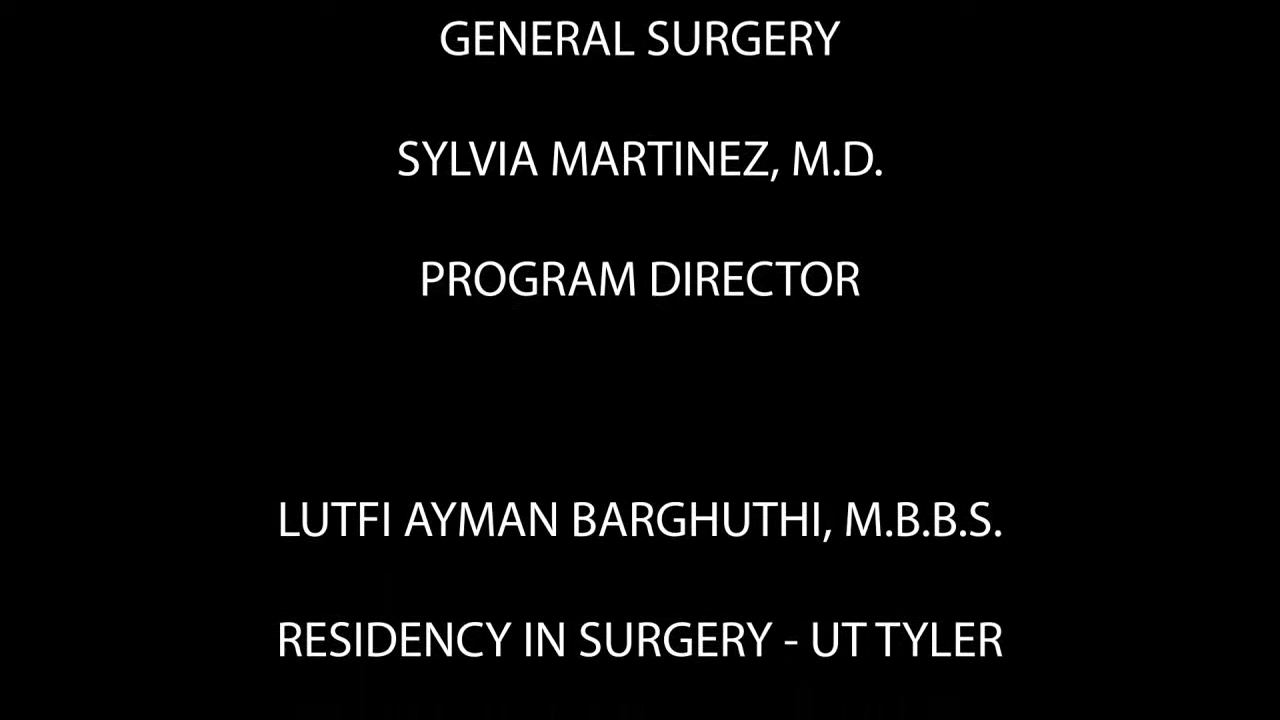 GENERAL SURGERY
SYLVIA MARTINEZ, M.D.
PROGRAM DIRECTOR
LUTFI AYMAN BARGHUTHI, M.B.B.S.
RESIDENCY IN SURGERY - UT TYLER